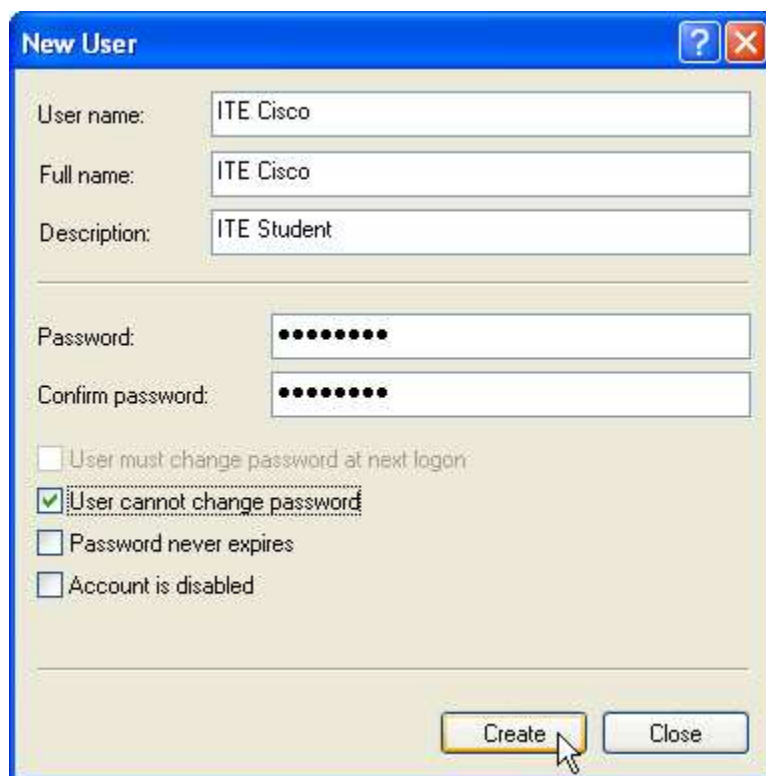 New User
User name: ITE Cisco
Full name: ITE Cisco
Description: ITE Student
Password: ••••••••
Confirm password: ••••••••
User must change password at next logon
User cannot change password
Password never expires
Account is disabled
Create Close